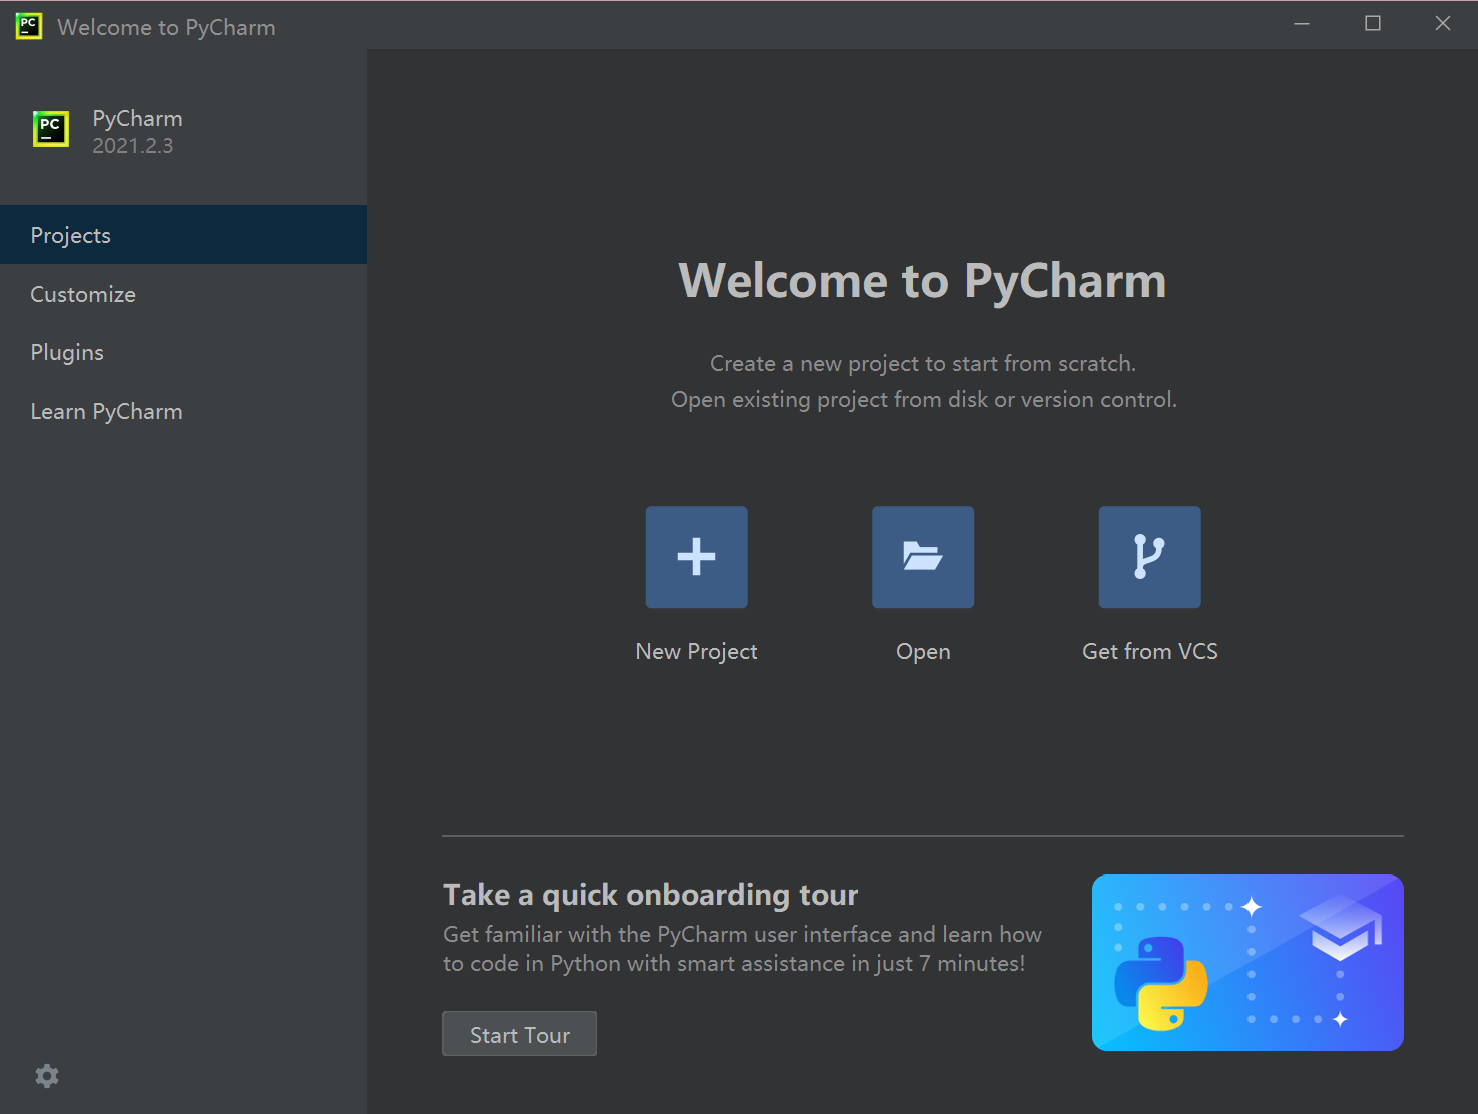 PC
Welcome to PyCharm
PC
PyCharm
2021.2.3
Projects
Customize
Plugins
Learn PyCharm
Welcome to PyCharm
Create a new project to start from scratch.
Open existing project from disk or version control.
New Project
Open
Get from VCS
Take a quick onboarding tour
Get familiar with the PyCharm user interface and learn how
to code in Python with smart assistance in just 7 minutes!
Start Tour